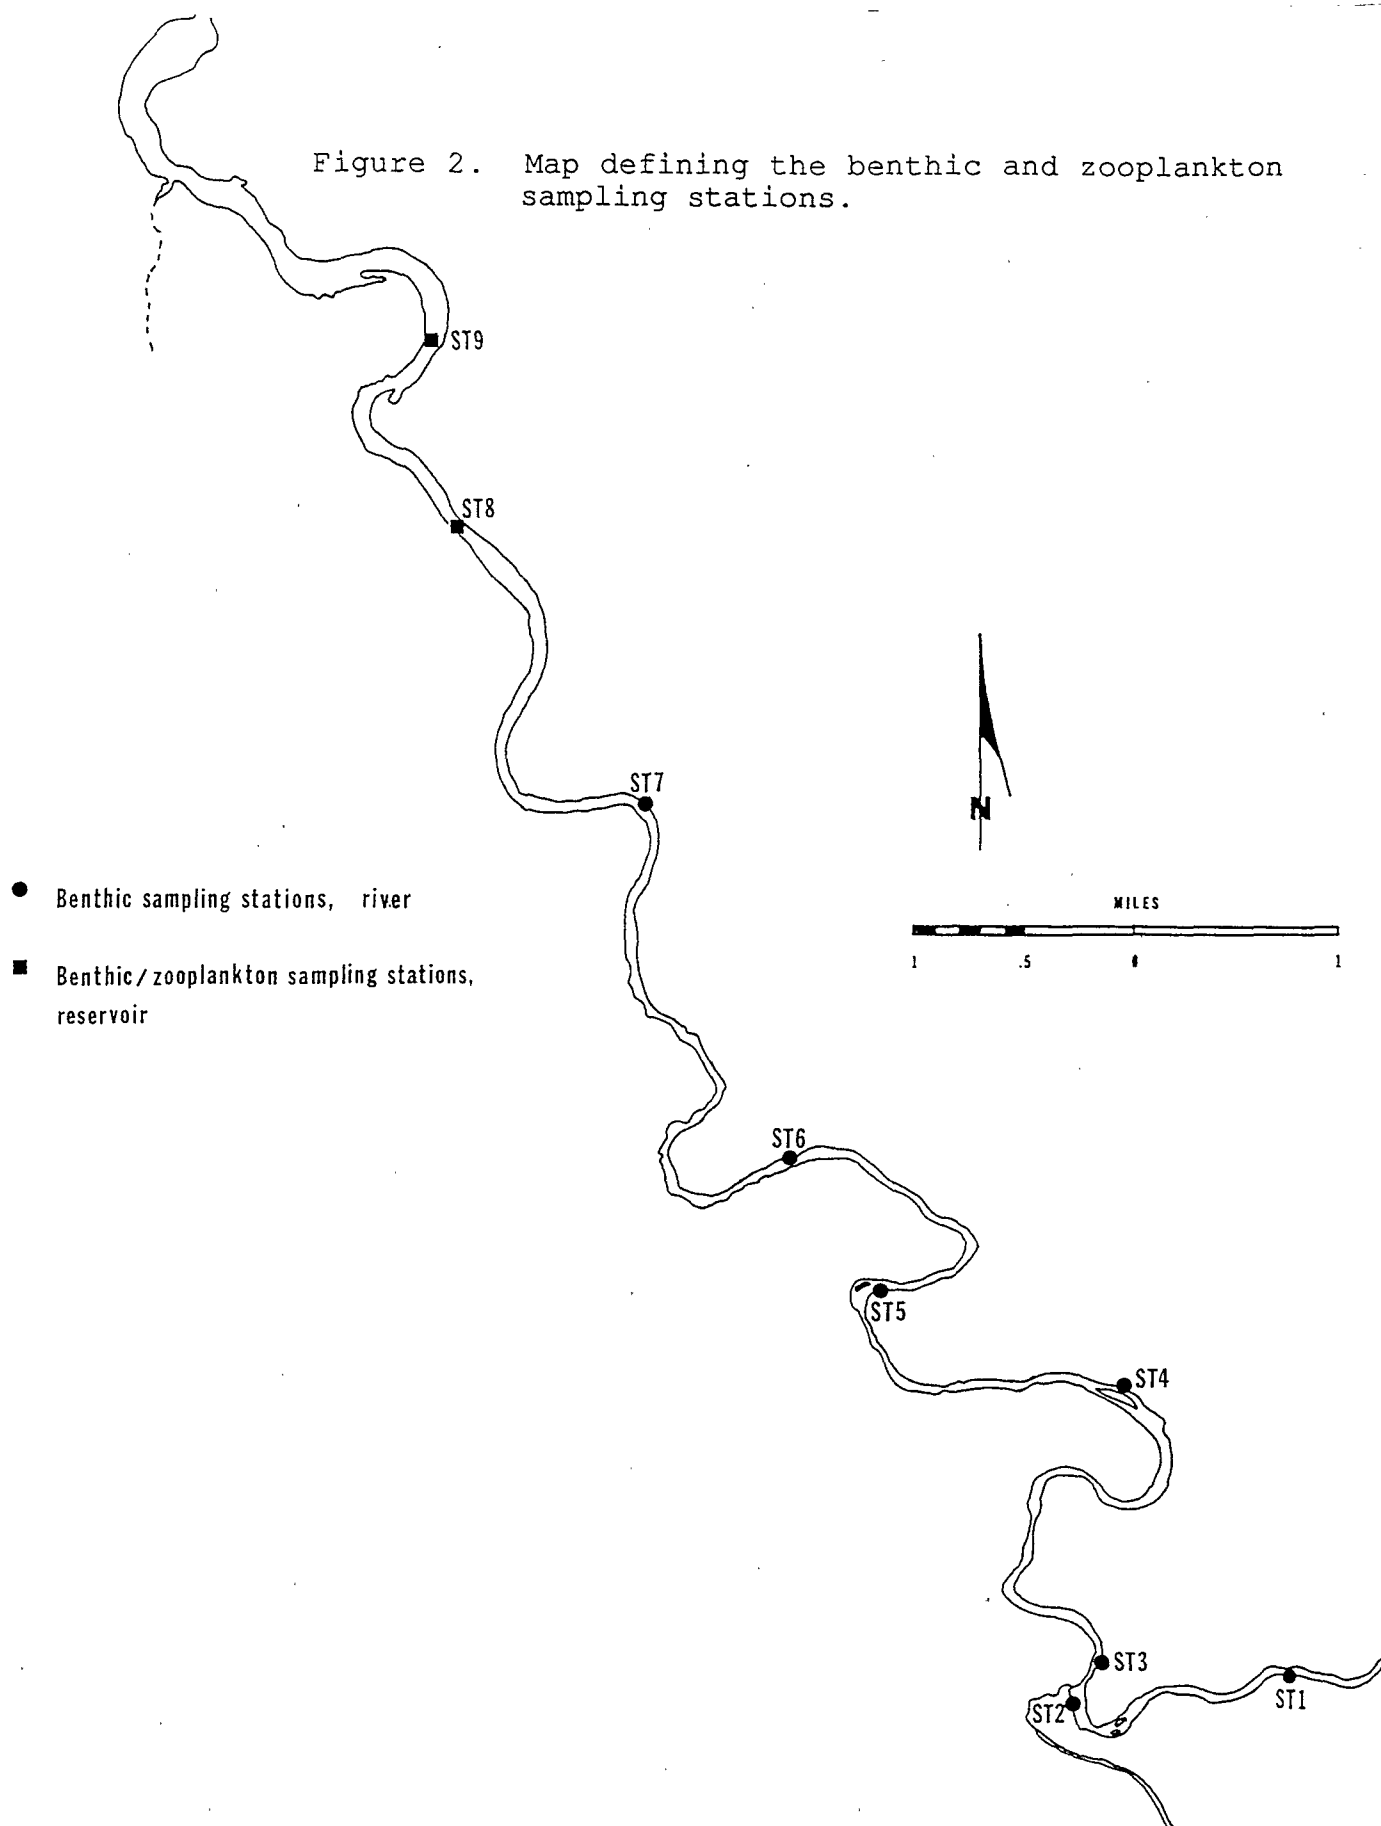 Figure 2. Map defining the benthic and zooplankton
sampling stations.
ST9
ST8
ST7
N
MILES
1 .5 0 1
Benthic sampling stations, river
Benthic/zooplankton sampling stations,
reservoir
ST6
ST5
ST4
ST3
ST2
ST1